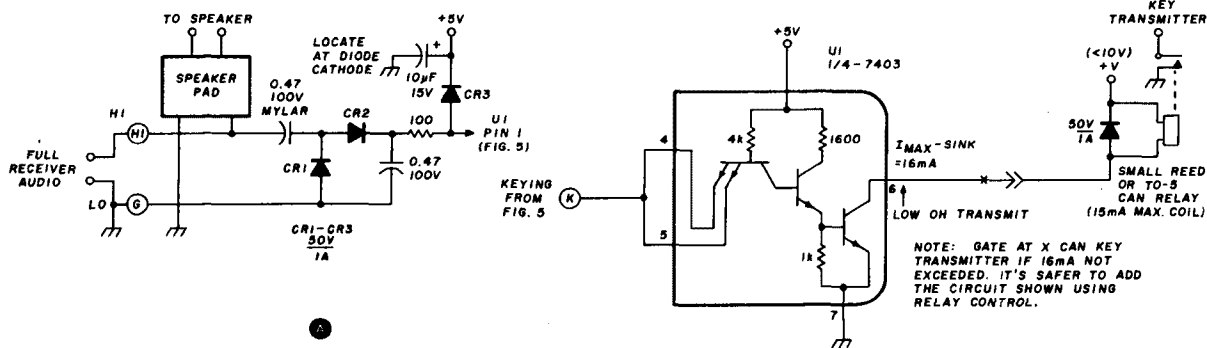 TO SPEAKER
SPEAKER
PAD
HI
HI
FULL
RECEIVER
AUDIO
LO
G
0.47
100V
MYLAR
CR1
CR2
LOCATE
AT DIODE
CATHODE
+
10μF
15V
+5V
CR3
100
U1
PIN 1
(FIG. 5)
0.47
100V
CR1-CR3
50V
1A
A
KEYING
FROM
FIG. 5
K
4
5
+5V
U1
1/4-7403
4k
1600
1k
7
6
IMAX-SINK
=16mA
LOW ON TRANSMIT
KEY
TRANSMITTER
(<10V)
+V
50V
1A
SMALL REED
OR TO-5
CAN RELAY
(15mA MAX. COIL)
NOTE: GATE AT X CAN KEY
TRANSMITTER IF 16mA NOT
EXCEEDED. IT'S SAFER TO ADD
THE CIRCUIT SHOWN USING
RELAY CONTROL.